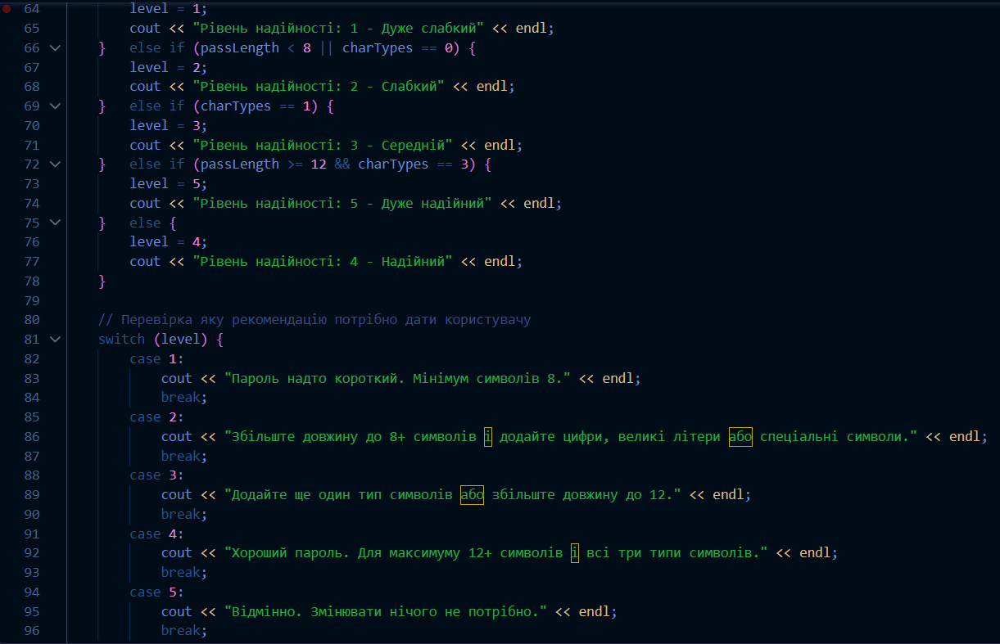 64 level = 1;
65 cout << "Рівень надійності: 1 - Дуже слабкий" << endl;
66 } else if (passLength < 8 || charTypes == 0) {
67 level = 2;
68 cout << "Рівень надійності: 2 - Слабкий" << endl;
69 } else if (charTypes == 1) {
70 level = 3;
71 cout << "Рівень надійності: 3 - Середній" << endl;
72 } else if (passLength >= 12 && charTypes == 3) {
73 level = 5;
74 cout << "Рівень надійності: 5 - Дуже надійний" << endl;
75 } else {
76 level = 4;
77 cout << "Рівень надійності: 4 - Надійний" << endl;
78 }
79
80 // Перевірка яку рекомендацію потрібно дати користувачу
81 switch (level) {
82 case 1:
83 cout << "Пароль надто короткий. Мінімум символів 8." << endl;
84 break;
85 case 2:
86 cout << "Збільште довжину до 8+ символів і додайте цифри, великі літери або спеціальні символи." << endl;
87 break;
88 case 3:
89 cout << "Додайте ще один тип символів або збільште довжину до 12." << endl;
90 break;
91 case 4:
92 cout << "Хороший пароль. Для максимуму 12+ символів і всі три типи символів." << endl;
93 break;
94 case 5:
95 cout << "Відмінно. Змінювати нічого не потрібно." << endl;
96 break;